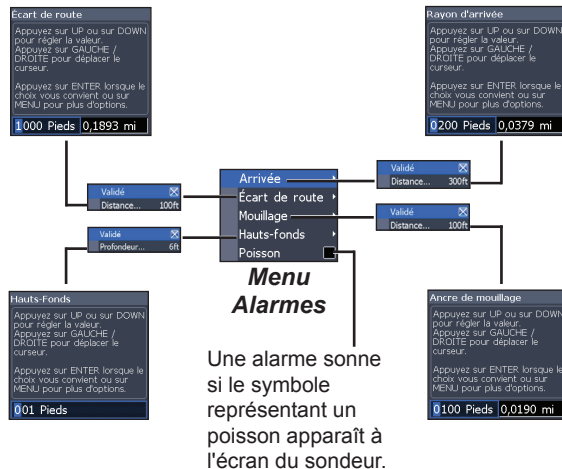 Écart de route
Appuyez sur UP ou sur DOWN
pour régler la valeur.
Appuyez sur GAUCHE /
DROITE pour déplacer le
curseur.
Appuyez sur ENTER lorsque le
choix vous convient ou sur
MENU pour plus d'options.
1000 Pieds 0,1893 mi
Rayon d'arrivée
Appuyez sur UP ou sur DOWN
pour régler la valeur.
Appuyez sur GAUCHE /
DROITE pour déplacer le
curseur.
Appuyez sur ENTER lorsque le
choix vous convient ou sur
MENU pour plus d'options.
0200 Pieds 0,0379 mi
Validé
Distance... 100ft
Validé
Profondeur... 6ft
Arrivée
Écart de route
Mouillage
Hauts-fonds
Poisson
Validé
Distance... 300ft
Validé
Distance... 100ft
Menu
Alarmes
Hauts-Fonds
Appuyez sur UP ou sur DOWN
pour régler la valeur.
Appuyez sur GAUCHE /
DROITE pour déplacer le
curseur.
Appuyez sur ENTER lorsque le
choix vous convient ou sur
MENU pour plus d'options.
001 Pieds
Ancre de mouillage
Appuyez sur UP ou sur DOWN
pour régler la valeur.
Appuyez sur GAUCHE /
DROITE pour déplacer le
curseur.
Appuyez sur ENTER lorsque le
choix vous convient ou sur
MENU pour plus d'options.
0100 Pieds 0,0190 mi
Une alarme sonne
si le symbole
représentant un
poisson apparaît à
l'écran du sondeur.